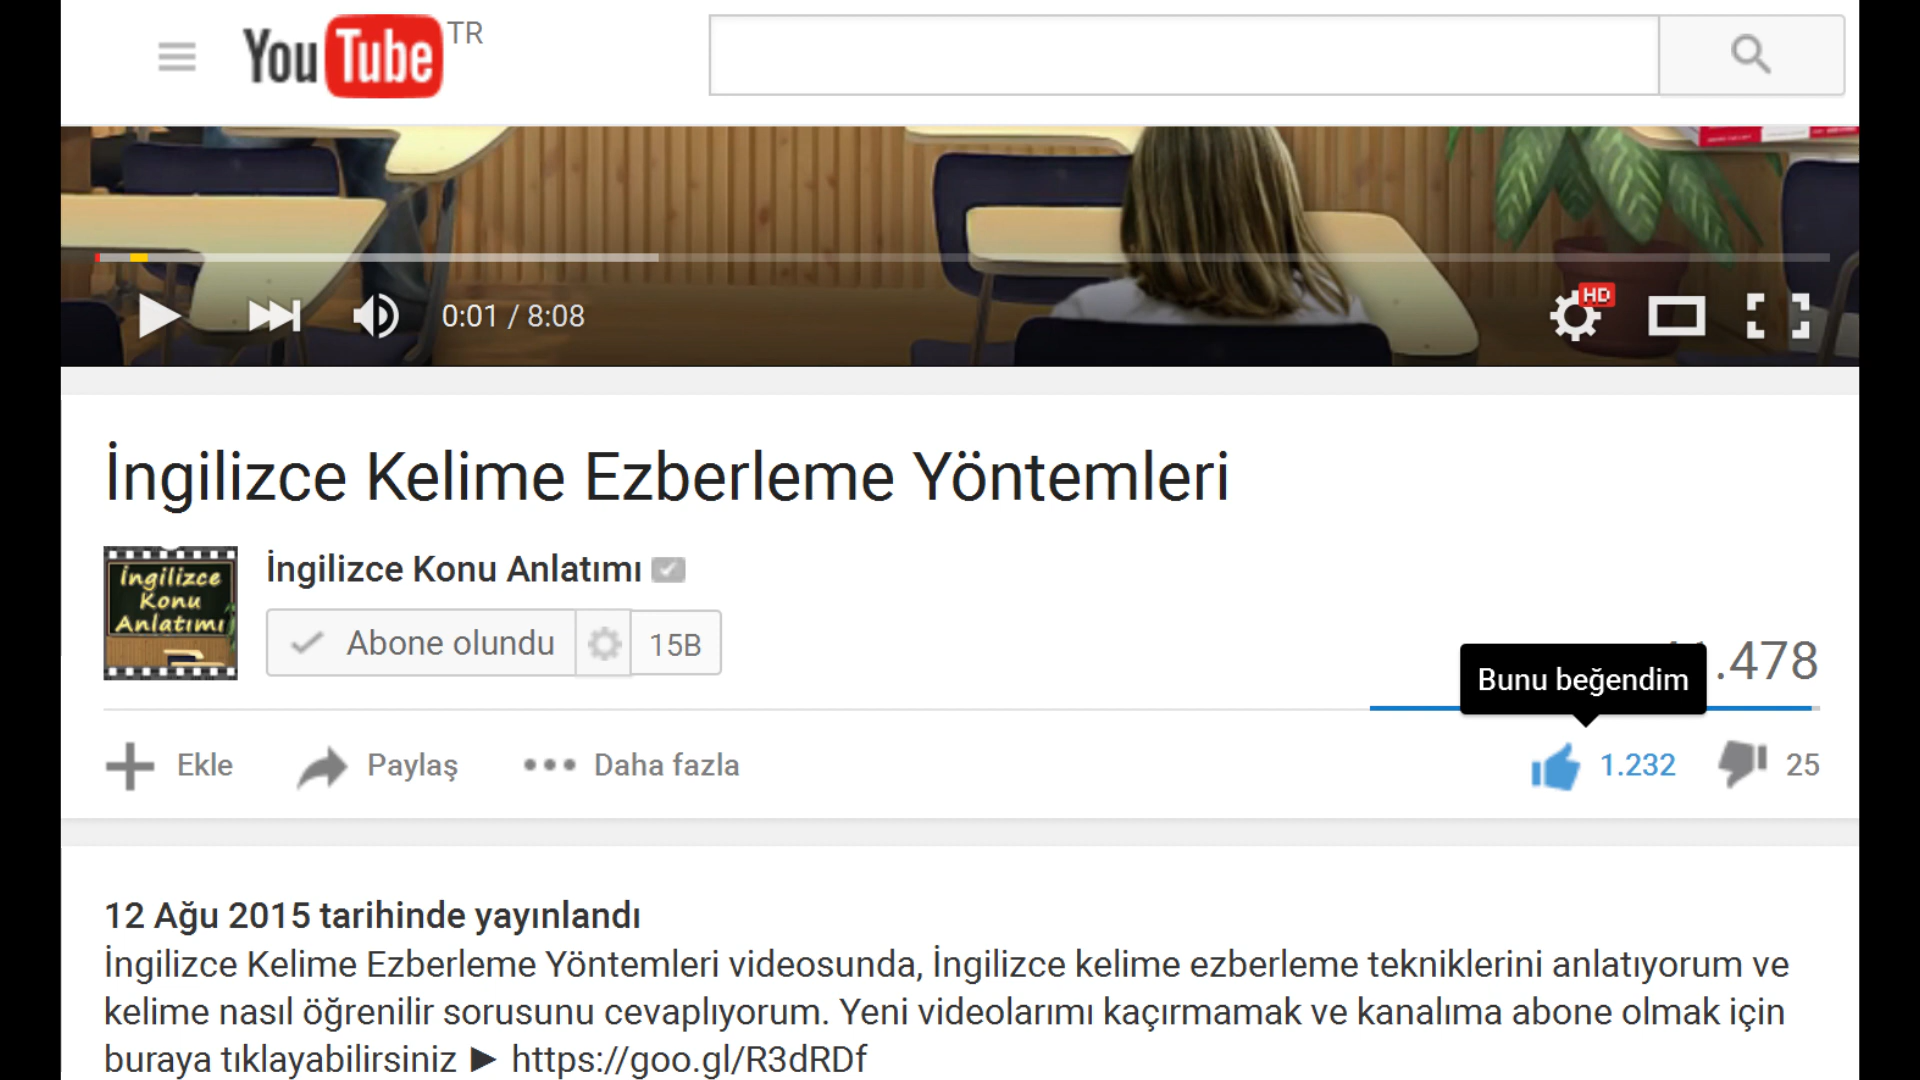 YouTube TR
0:01 / 8:08
HD
İngilizce Kelime Ezberleme Yöntemleri
İngilizce
Konu
Anlatımı
İngilizce Konu Anlatımı
Abone olundu
15B
.478
Bunu beğendim
Ekle
Paylaş
Daha fazla
1.232
25
12 Ağu 2015 tarihinde yayınlandı
İngilizce Kelime Ezberleme Yöntemleri videosunda, İngilizce kelime ezberleme tekniklerini anlatıyorum ve
kelime nasıl öğrenilir sorusunu cevaplıyorum. Yeni videolarımı kaçırmamak ve kanalıma abone olmak için
buraya tıklayabilirsiniz ► https://goo.gl/R3dRDf